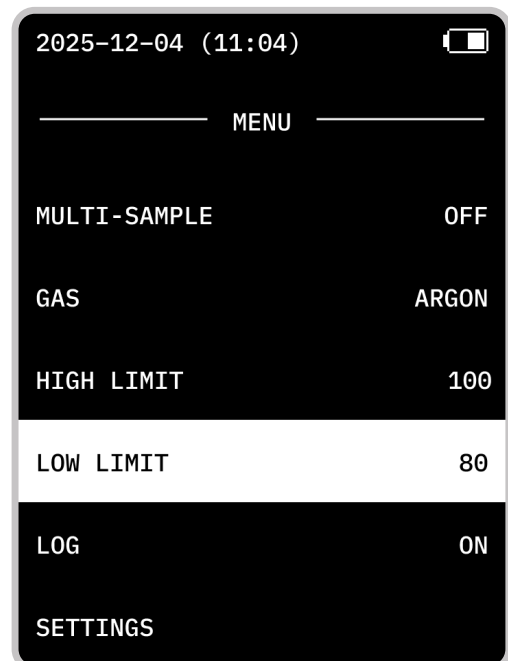 2025-12-04 (11:04)
MENU
MULTI-SAMPLE OFF
GAS ARGON
HIGH LIMIT 100
LOW LIMIT 80
LOG ON
SETTINGS